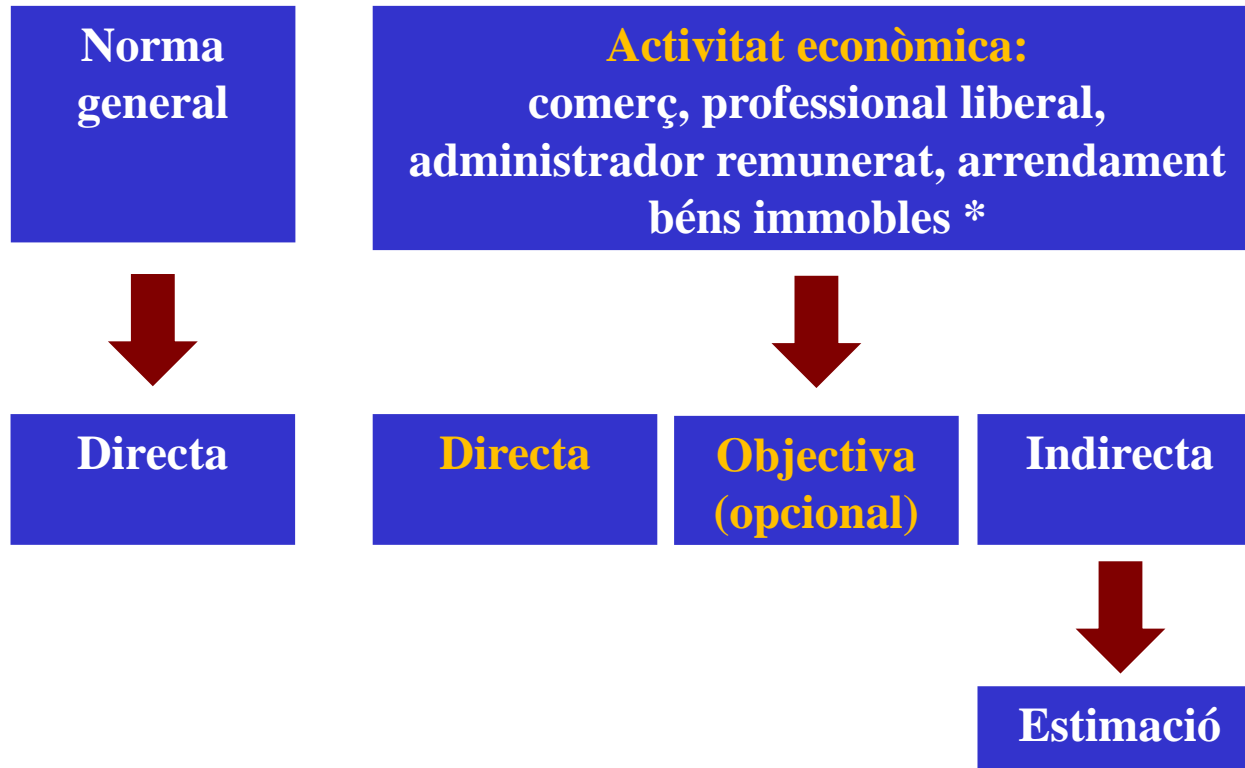 Norma
general
Activitat econòmica:
comerç, professional liberal,
administrador remunerat, arrendament
béns immobles *
Directa
Directa
Objectiva
(opcional)
Indirecta
Estimació